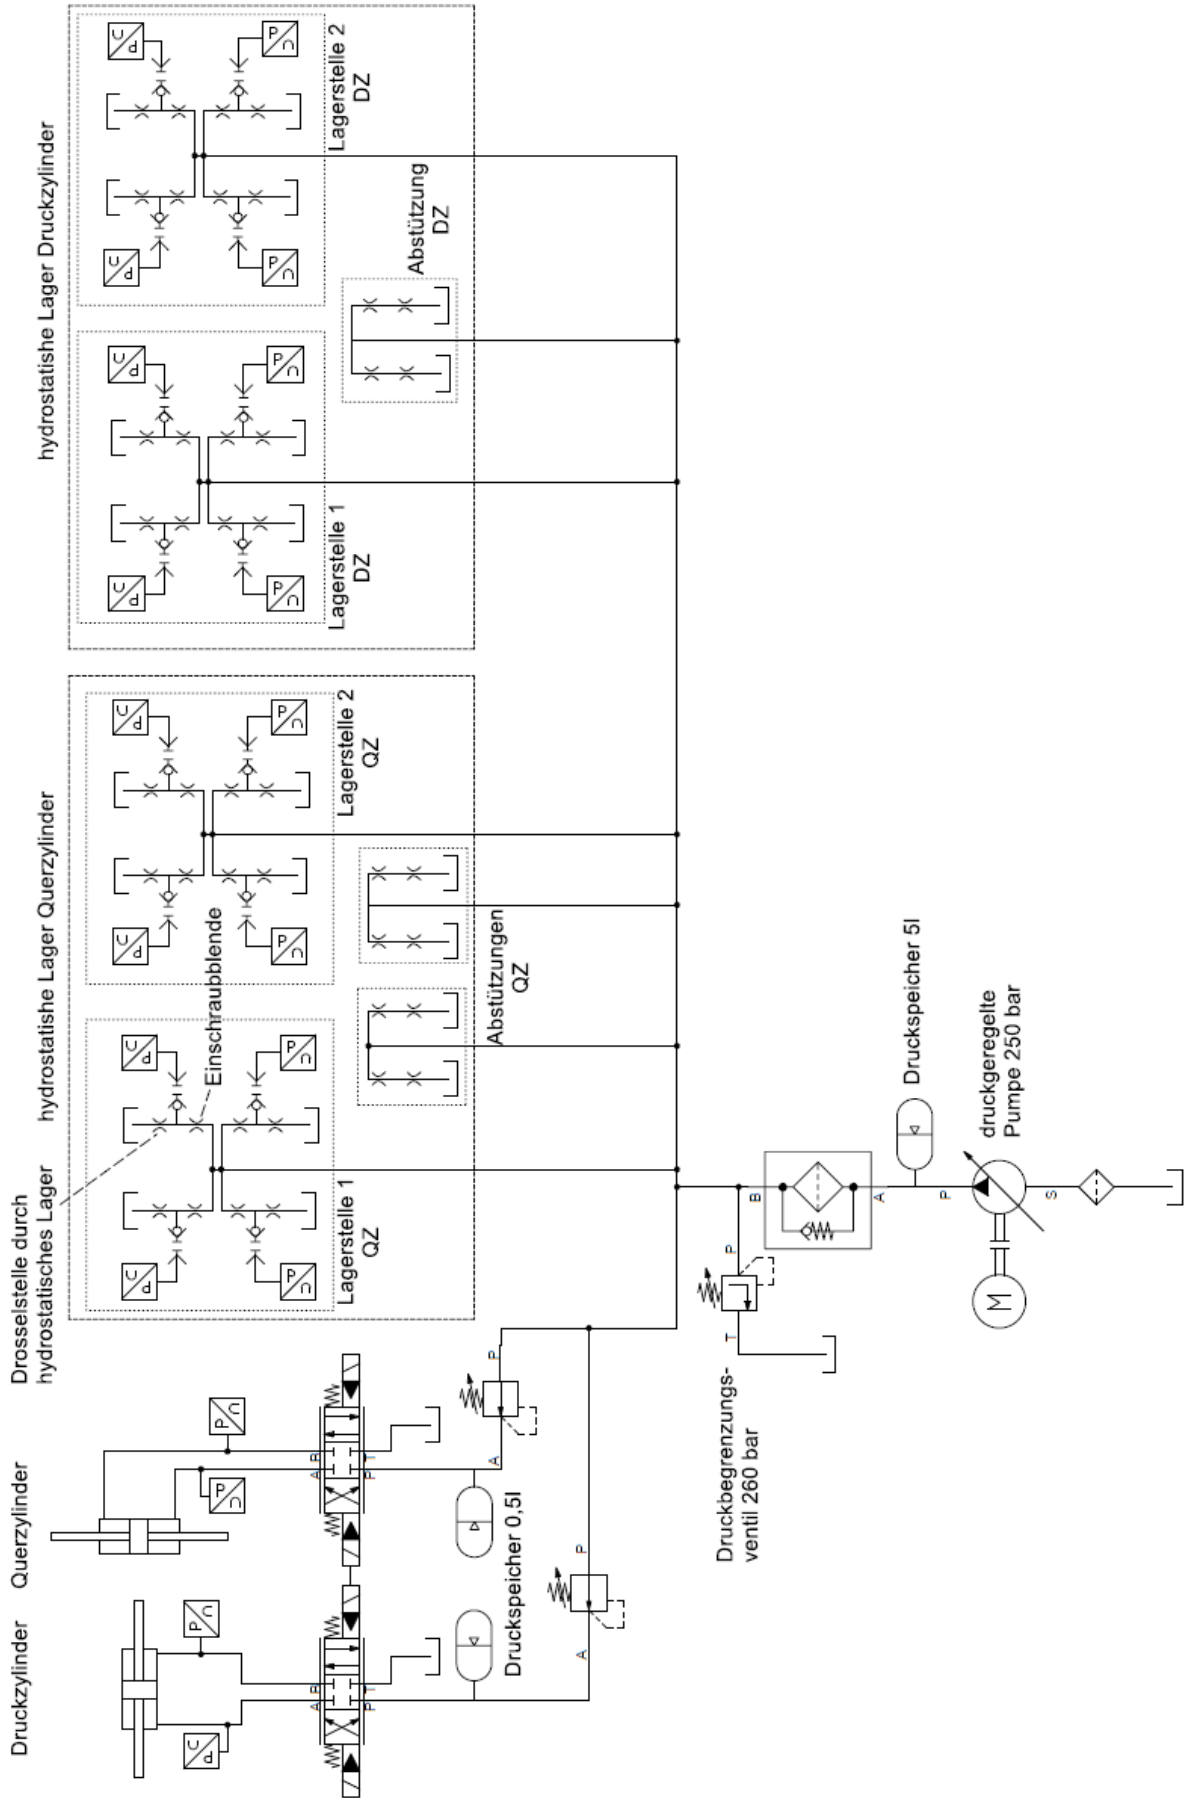 Druckzylinder
Querzylinder
Drosselstelle durch
hydrostatisches Lager
hydrostatishe Lager Querzylinder
hydrostatishe Lager Druckzylinder
P U
P U
P U
P U
A B
P T
A B
P T
P U
P U
P U
P U
Einschraubblende
Lagerstelle 1
QZ
P U
P U
P U
P U
Lagerstelle 2
QZ
Abstützungen
QZ
P U
P U
P U
P U
Lagerstelle 1
DZ
P U
P U
P U
P U
Lagerstelle 2
DZ
Abstützung
DZ
Druckspeicher 0,5l
A P
A P
Druckbegrenzungs-
ventil 260 bar
T P
B
A
Druckspeicher 5l
P
M
druckgeregelte
Pumpe 250 bar
S